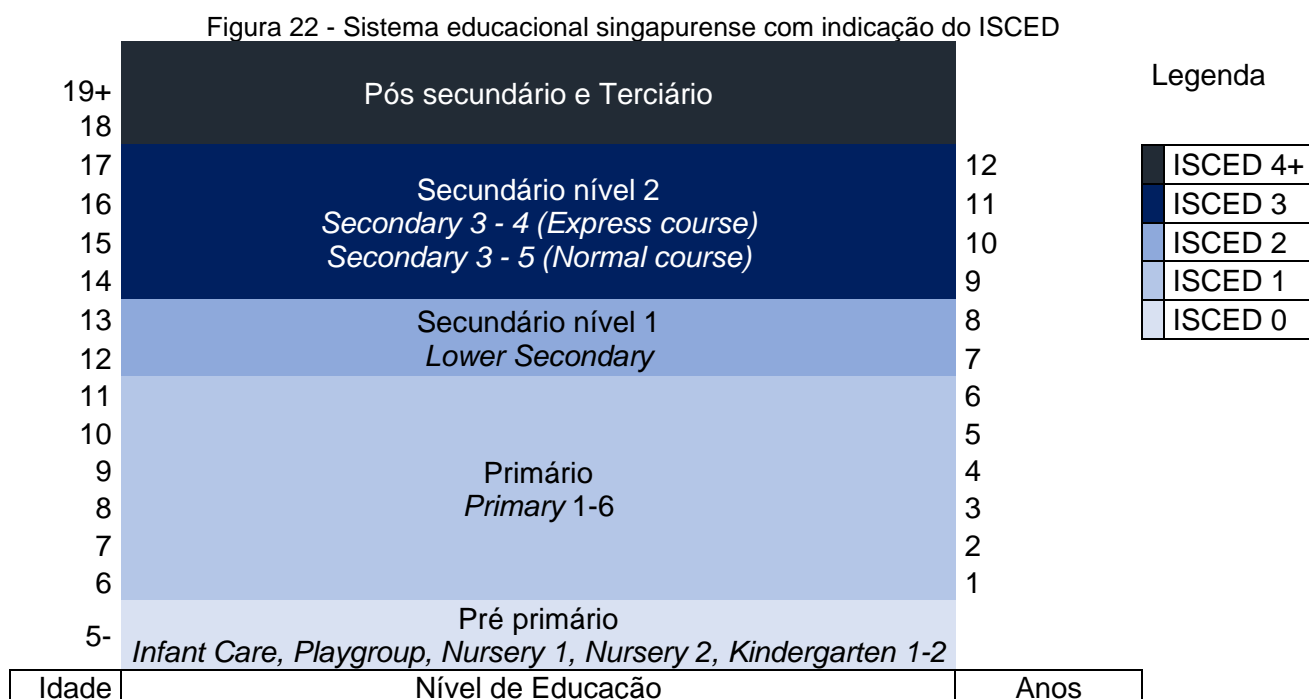 Figura 22 - Sistema educacional singapurense com indicação do ISCED
Legenda
19+
Pós secundário e Terciário
18
17
12
ISCED 4+
Secundário nível 2
16
11
ISCED 3
Secondary 3 - 4 (Express course)
15
10
ISCED 2
Secondary 3 - 5 (Normal course)
14
9
ISCED 1
13
Secundário nível 1
8
ISCED 0
12
Lower Secondary
7
11
6
10
5
9
Primário
4
8
Primary 1-6
3
7
2
6
1
Pré primário
5-
Infant Care, Playgroup, Nursery 1, Nursery 2, Kindergarten 1-2
Idade
Nível de Educação
Anos